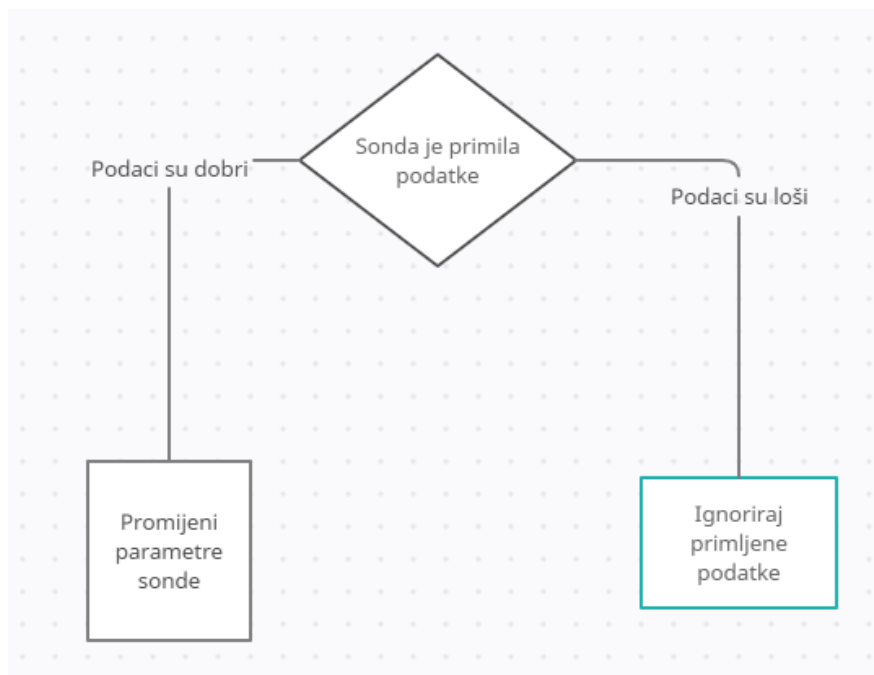 Sonda je primila
podatke
Podaci su dobri
Podaci su loši
Promijeni
parametre
sonde
Ignoriraj
primljene
podatke